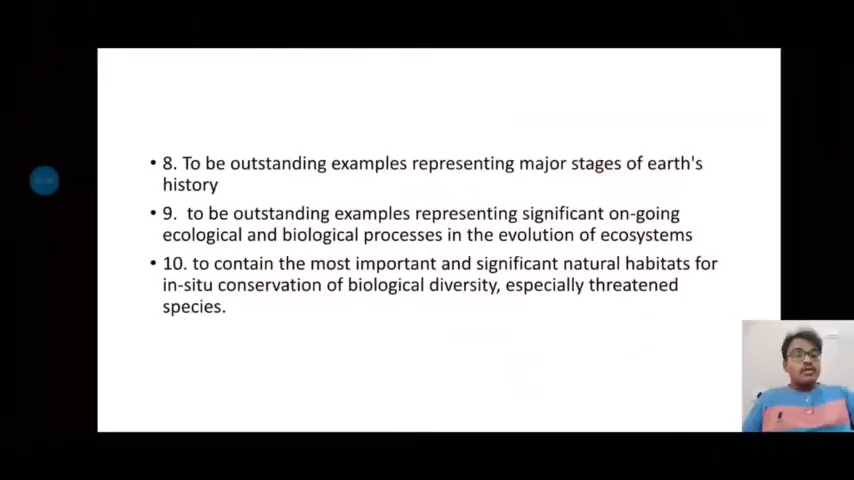 • 8. To be outstanding examples representing major stages of earth's
history
• 9. to be outstanding examples representing significant on-going
ecological and biological processes in the evolution of ecosystems
• 10. to contain the most important and significant natural habitats for
in-situ conservation of biological diversity, especially threatened
species.